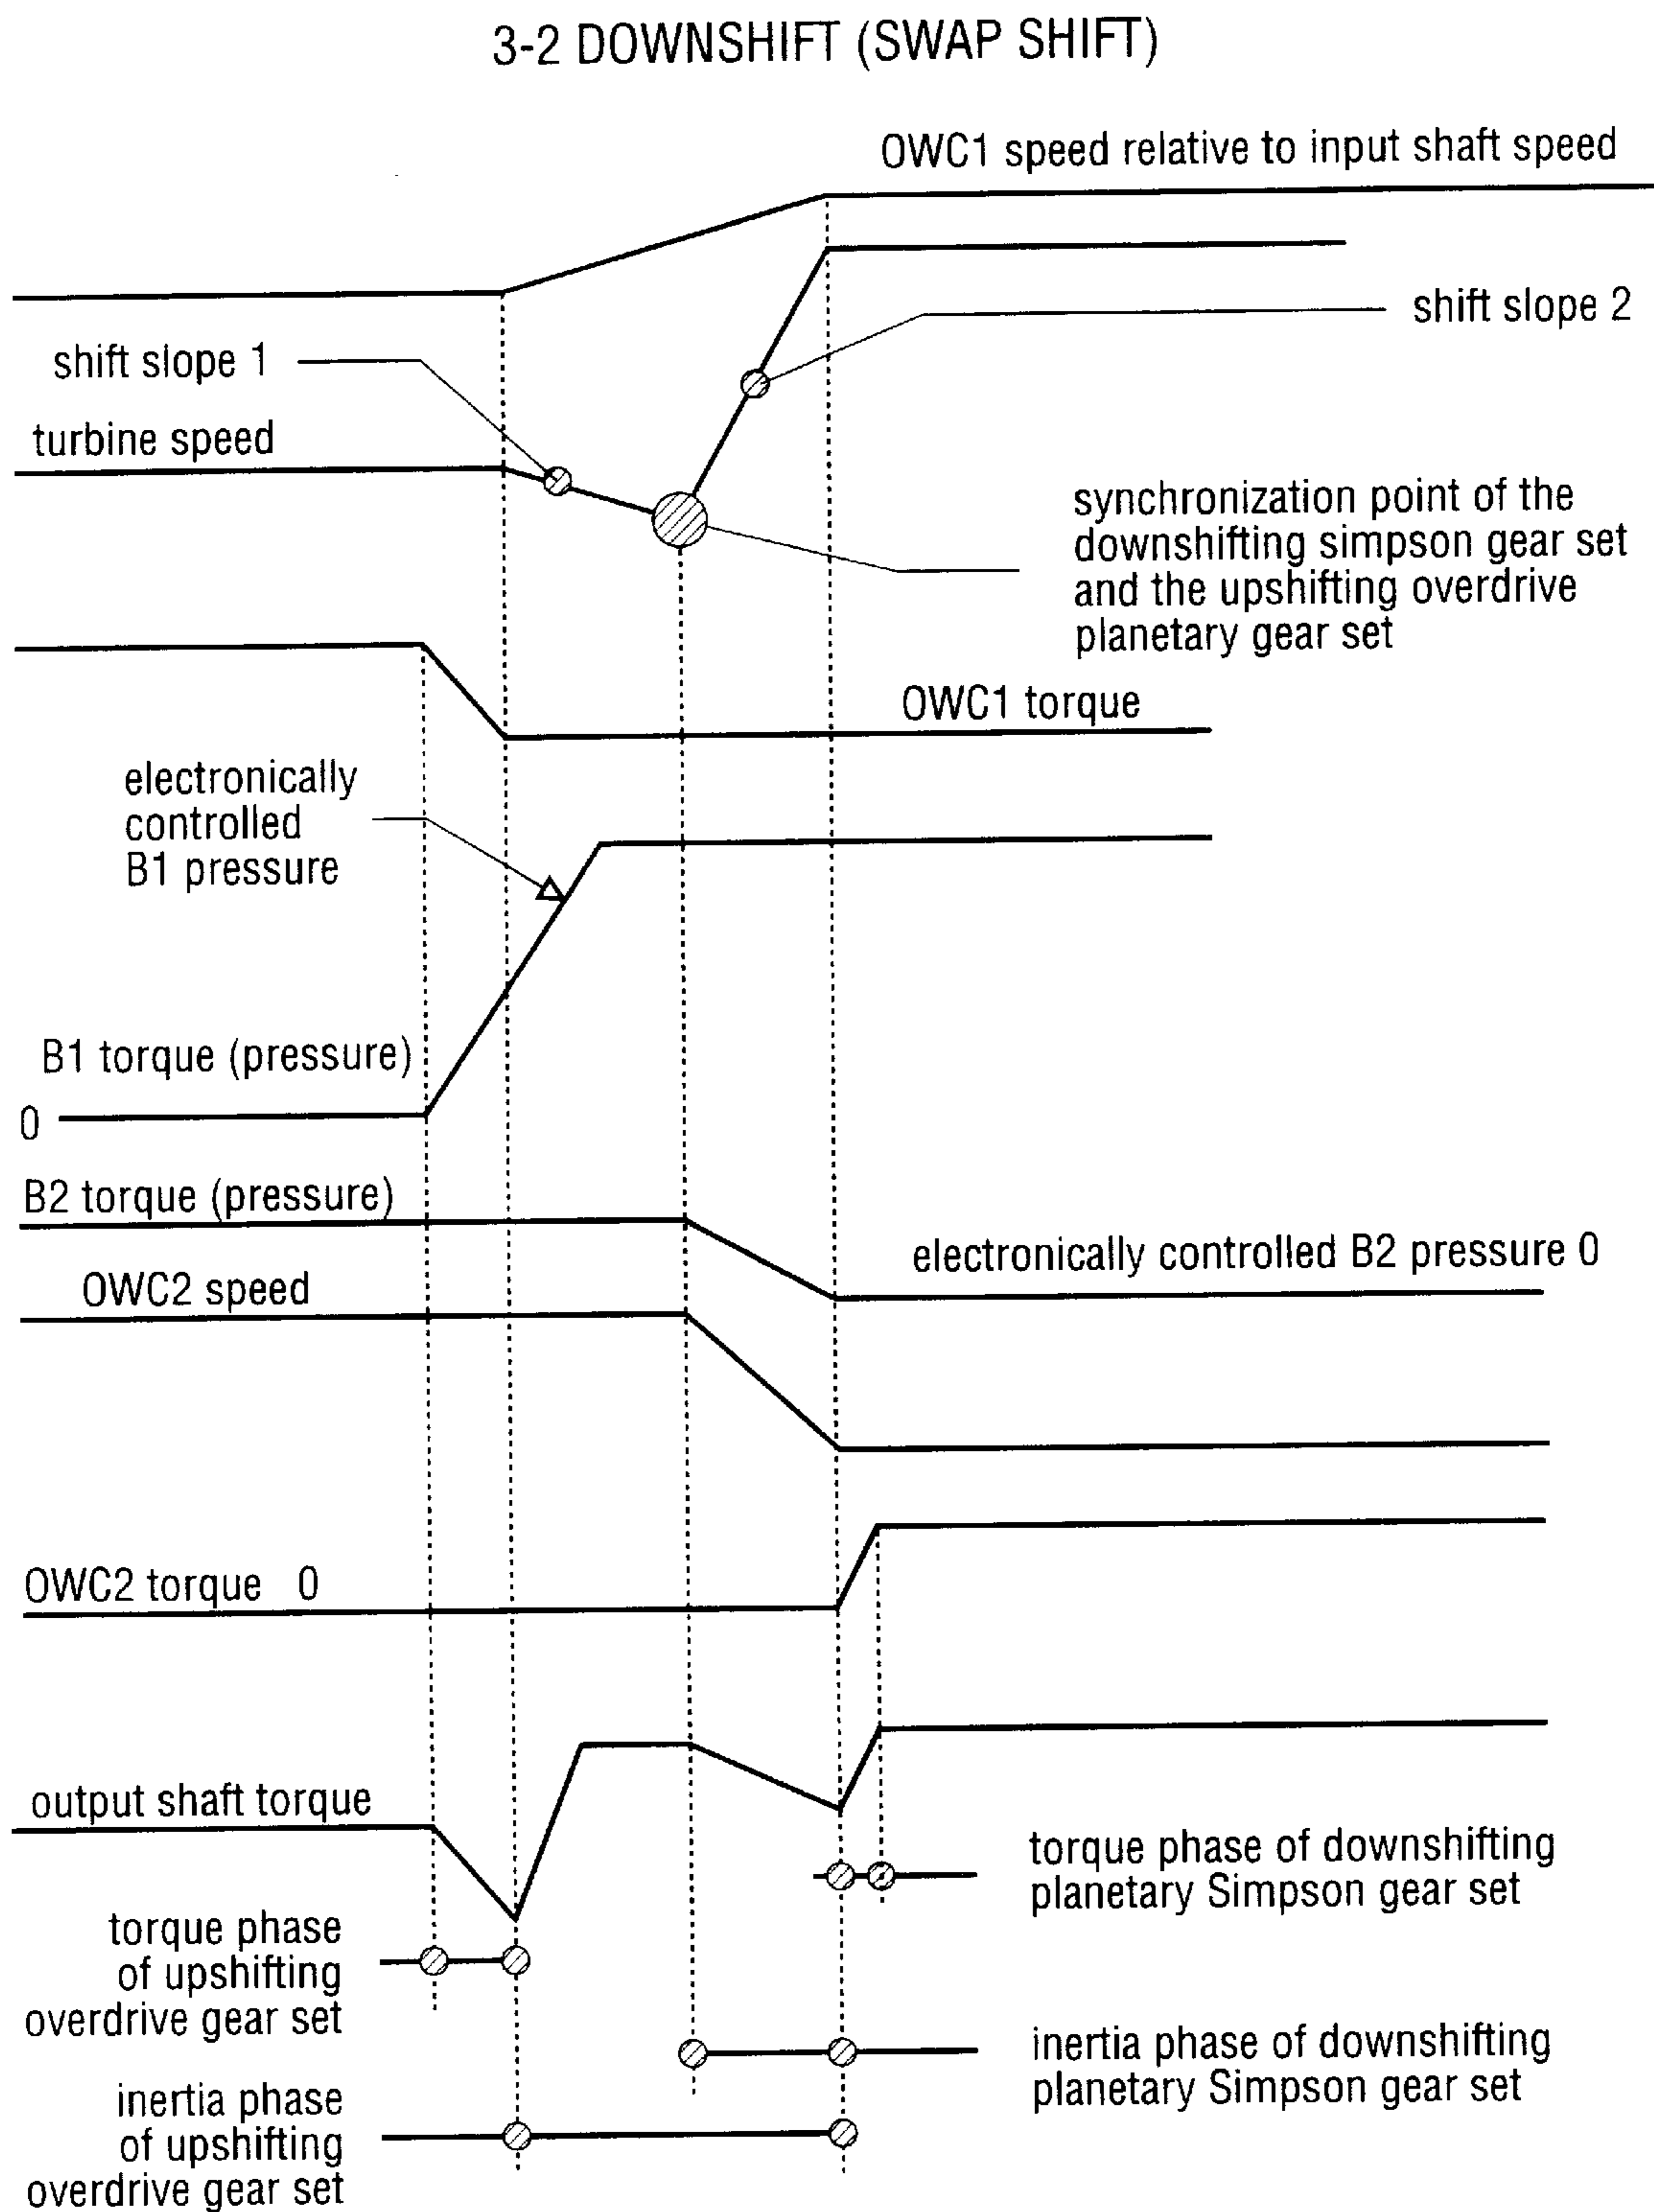 3-2 DOWNSHIFT (SWAP SHIFT)
OWC1 speed relative to input shaft speed
shift slope 2
shift slope 1
turbine speed
synchronization point of the
downshifting simpson gear set
and the upshifting overdrive
planetary gear set
OWC1 torque
electronically
controlled
B1 pressure
B1 torque (pressure)
0
B2 torque (pressure)
electronically controlled B2 pressure 0
OWC2 speed
OWC2 torque 0
output shaft torque
torque phase of downshifting
planetary Simpson gear set
torque phase
of upshifting
overdrive gear set
inertia phase of downshifting
planetary Simpson gear set
inertia phase
of upshifting
overdrive gear set